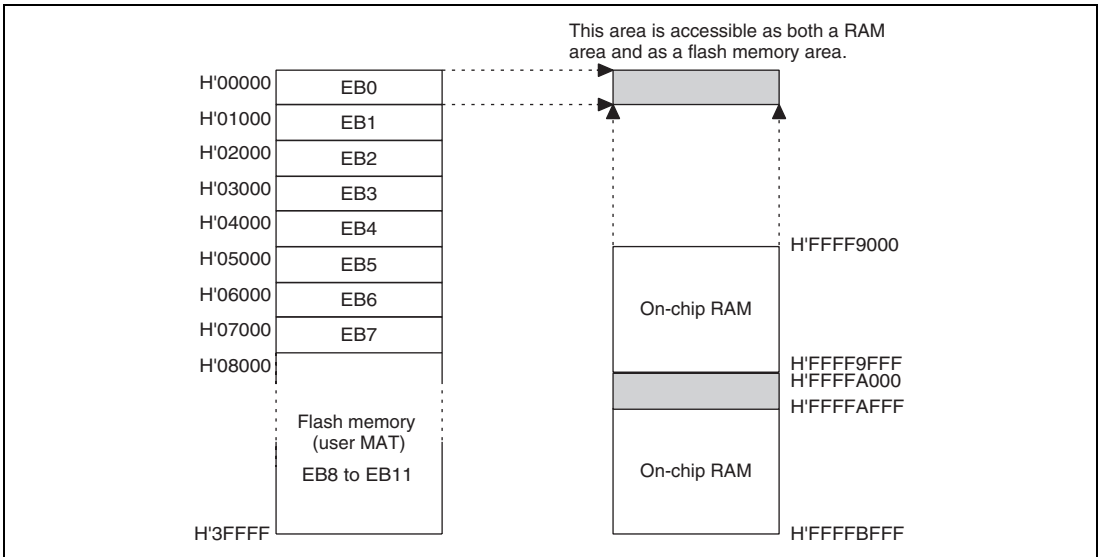 This area is accessible as both a RAM
area and as a flash memory area.
H'00000
EB0
H'01000
EB1
H'02000
EB2
H'03000
EB3
H'04000
EB4
H'05000
EB5
H'06000
EB6
H'07000
EB7
H'08000
Flash memory
(user MAT)
EB8 to EB11
H'3FFFF
H'FFFF9000
On-chip RAM
H'FFFF9FFF
H'FFFFA000
H'FFFFAFFF
On-chip RAM
H'FFFFBFFF